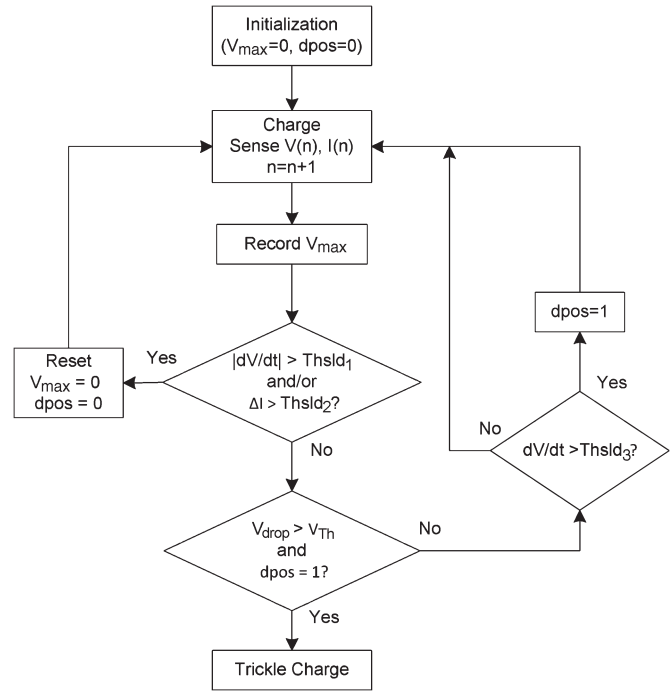 Initialization
(Vmax=0, dpos=0)
Charge
Sense V(n), I(n)
n=n+1
Record Vmax
dpos=1
Reset
Vmax = 0
dpos = 0
Yes
|dV/dt| > Thsld1
and/or
ΔI > Thsld2?
Yes
No
dV/dt >Thsld3?
No
Vdrop > VTh
and
dpos = 1?
No
Yes
Trickle Charge